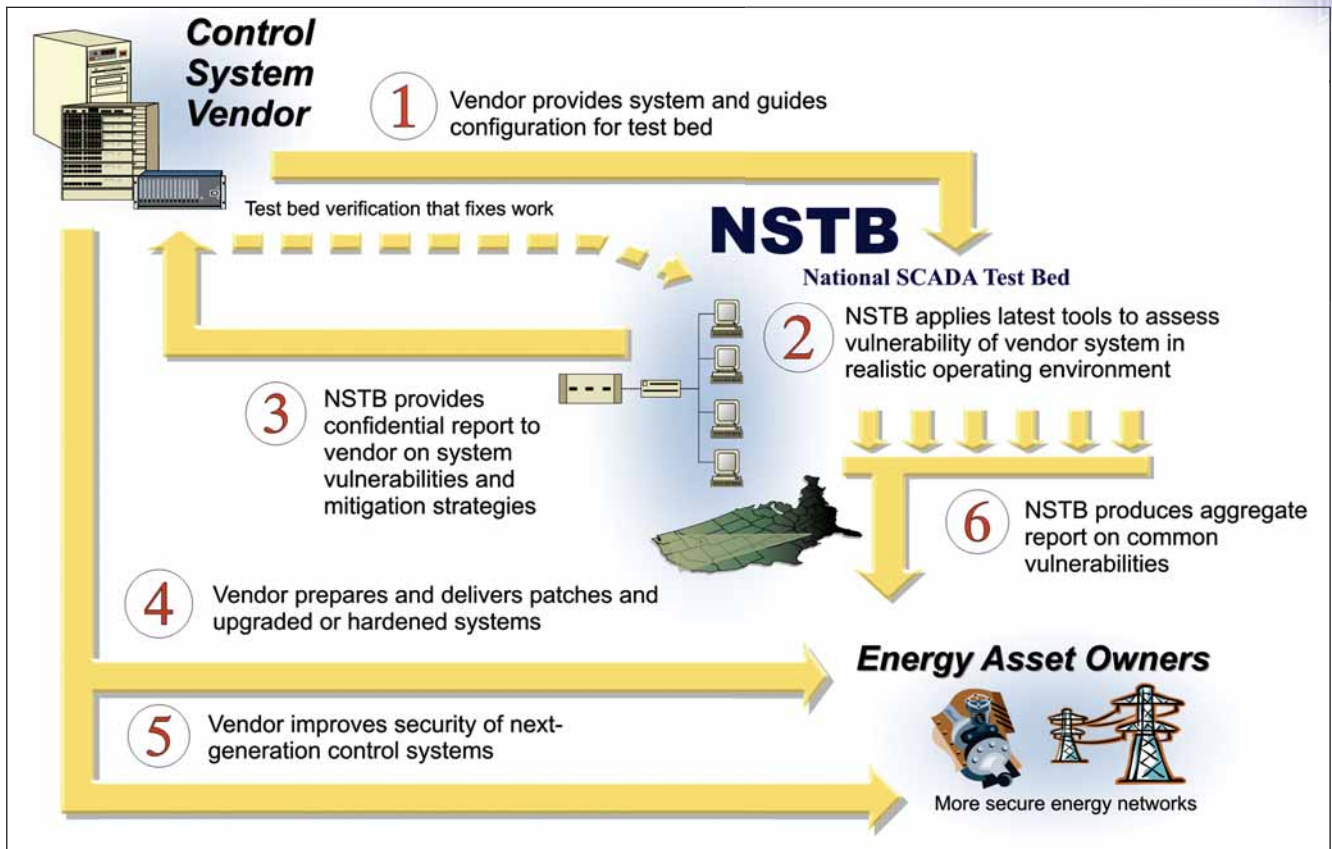 Control
System
Vendor
1
Vendor provides system and guides
configuration for test bed
Test bed verification that fixes work
NSTB
National SCADA Test Bed
2
NSTB applies latest tools to assess
vulnerability of vendor system in
realistic operating environment
3
NSTB provides
confidential report to
vendor on system
vulnerabilities and
mitigation strategies
6
NSTB produces aggregate
report on common
vulnerabilities
4
Vendor prepares and delivers patches and
upgraded or hardened systems
Energy Asset Owners
5
Vendor improves security of next-
generation control systems
More secure energy networks